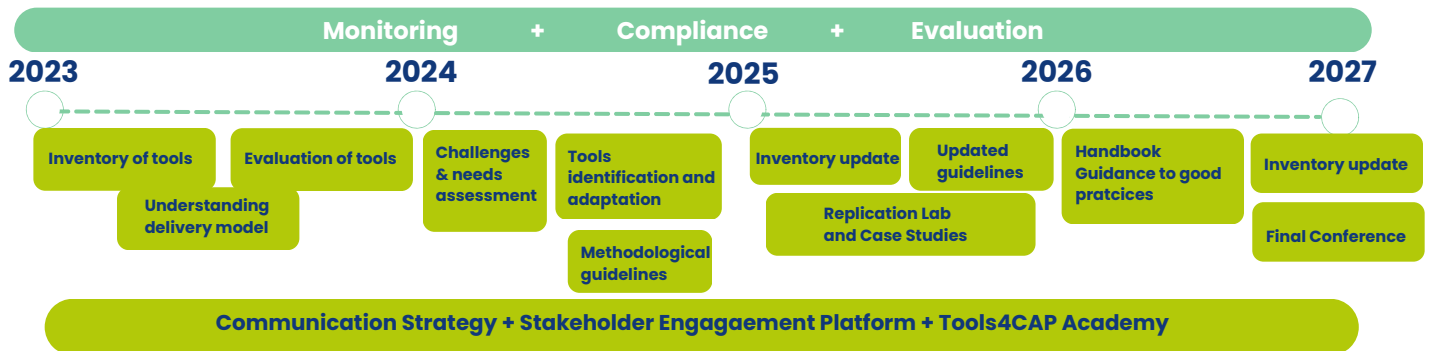 Monitoring + Compliance + Evaluation
2023 2024 2025 2026 2027
Inventory of tools
Understanding
delivery model
Evaluation of tools
Challenges
& needs
assessment
Tools
identification and
adaptation
Methodological
guidelines
Inventory update
Updated
guidelines
Replication Lab
and Case Studies
Handbook
Guidance to good
pratcices
Inventory update
Final Conference
Communication Strategy + Stakeholder Engagaement Platform + Tools4CAP Academy